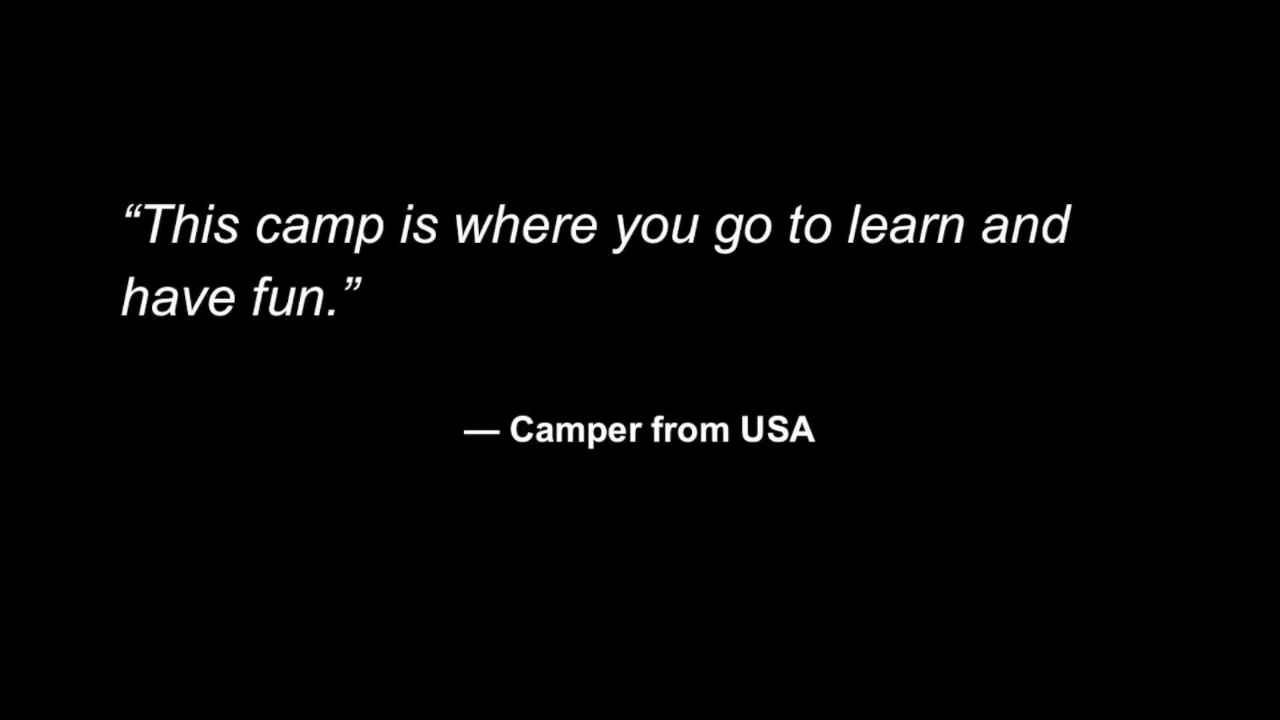 “This camp is where you go to learn and
have fun.”
— Camper from USA